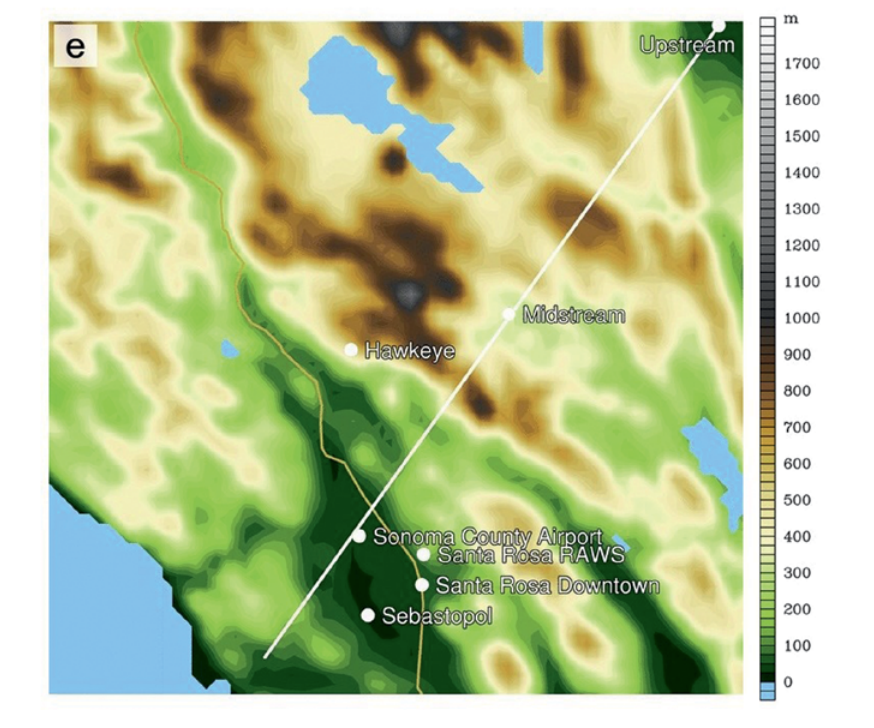 e
m
Upstream
1700
1600
1500
1400
1300
1200
1100
1000
900
800
700
600
500
400
300
200
100
0
Midstream
Hawkeye
Sonoma County Airport
Santa Rosa RAWS
Santa Rosa Downtown
Sebastopol